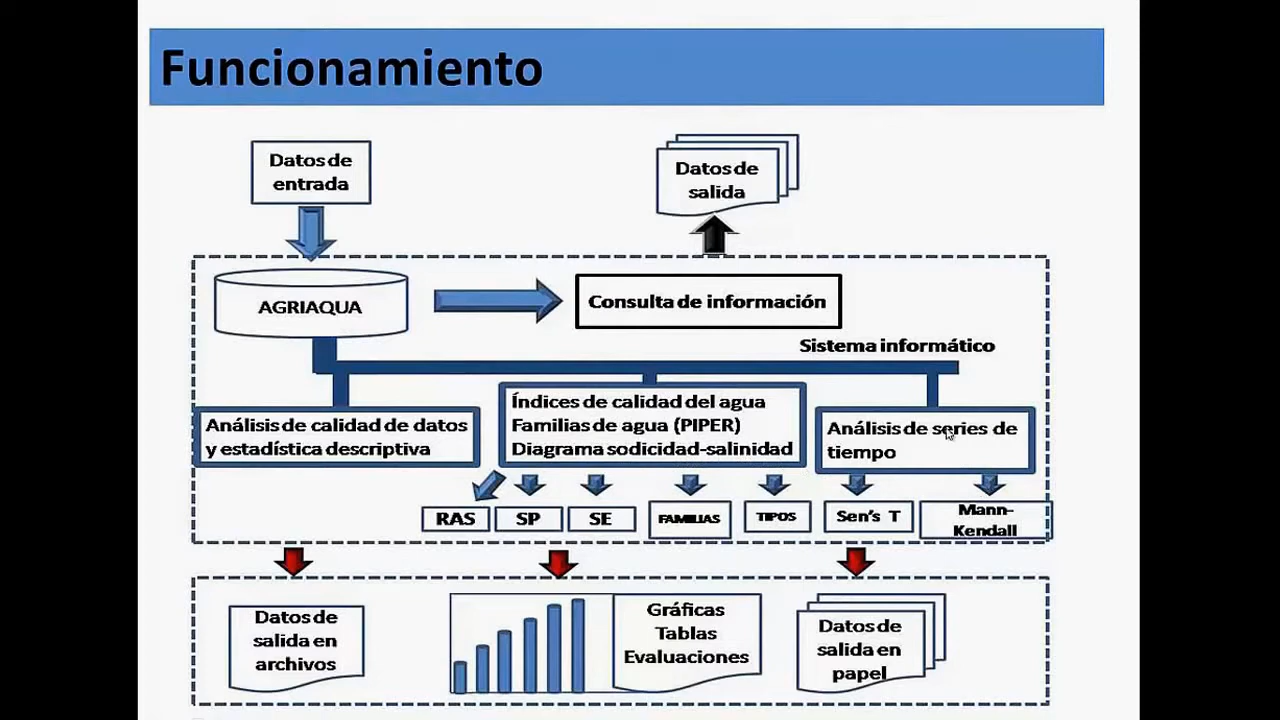 Funcionamiento
Datos de
entrada
Datos de
salida
AGRIAQUA
Consulta de información
Sistema informático
Análisis de calidad de datos
y estadística descriptiva
Índices de calidad del agua
Familias de agua (PIPER)
Diagrama sodicidad-salinidad
Análisis de series de
tiempo
RAS
SP
SE
FAMILIAS
TIPOS
Sen's T
Mann-
Kendall
Datos de
salida en
archivos
Gráficas
Tablas
Evaluaciones
Datos de
salida en
papel